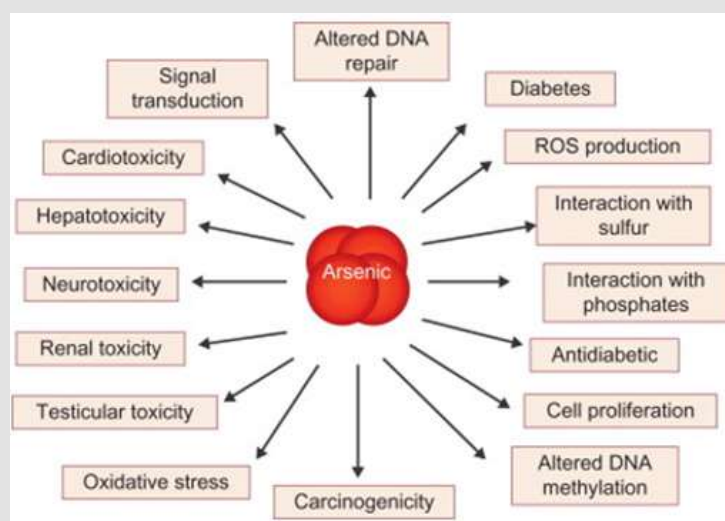 Altered DNA
repair
Signal
transduction
Diabetes
Cardiotoxicity
ROS production
Hepatotoxicity
Interaction with
sulfur
Arsenic
Neurotoxicity
Interaction with
phosphates
Renal toxicity
Antidiabetic
Testicular toxicity
Cell proliferation
Oxidative stress
Altered DNA
methylation
Carcinogenicity